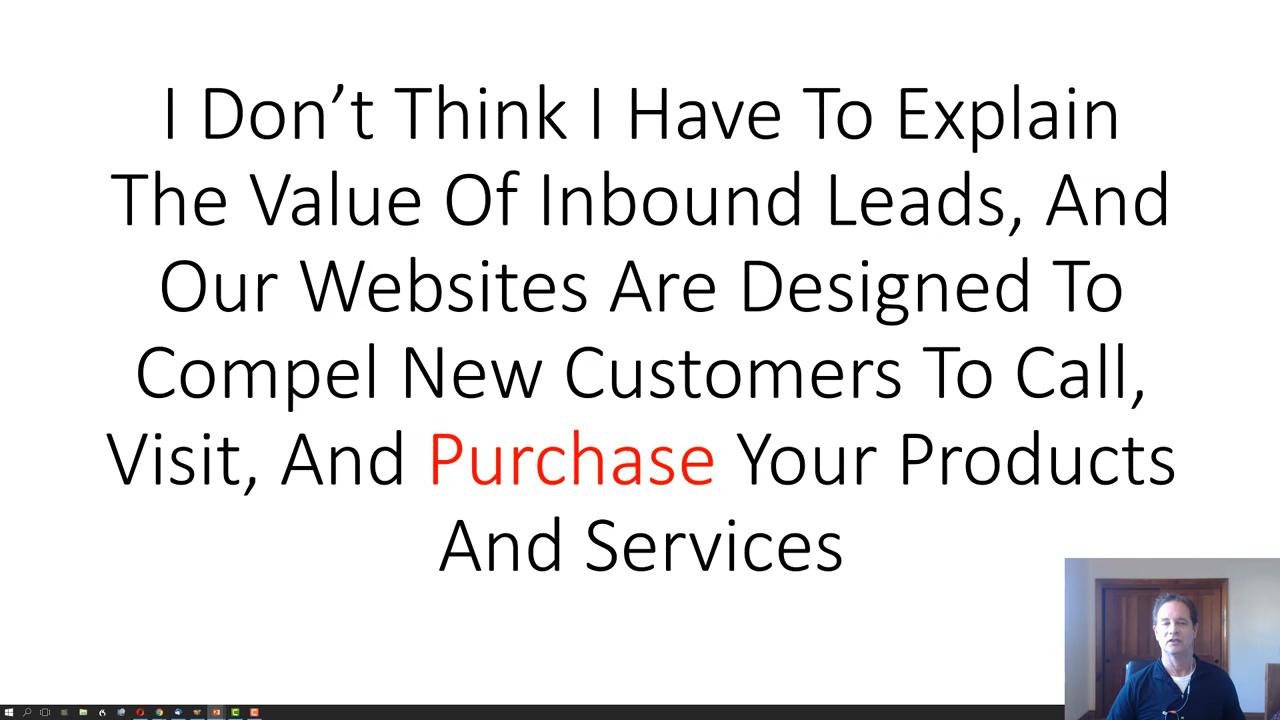 I Don’t Think I Have To Explain
The Value Of Inbound Leads, And
Our Websites Are Designed To
Compel New Customers To Call,
Visit, And Purchase Your Products
And Services